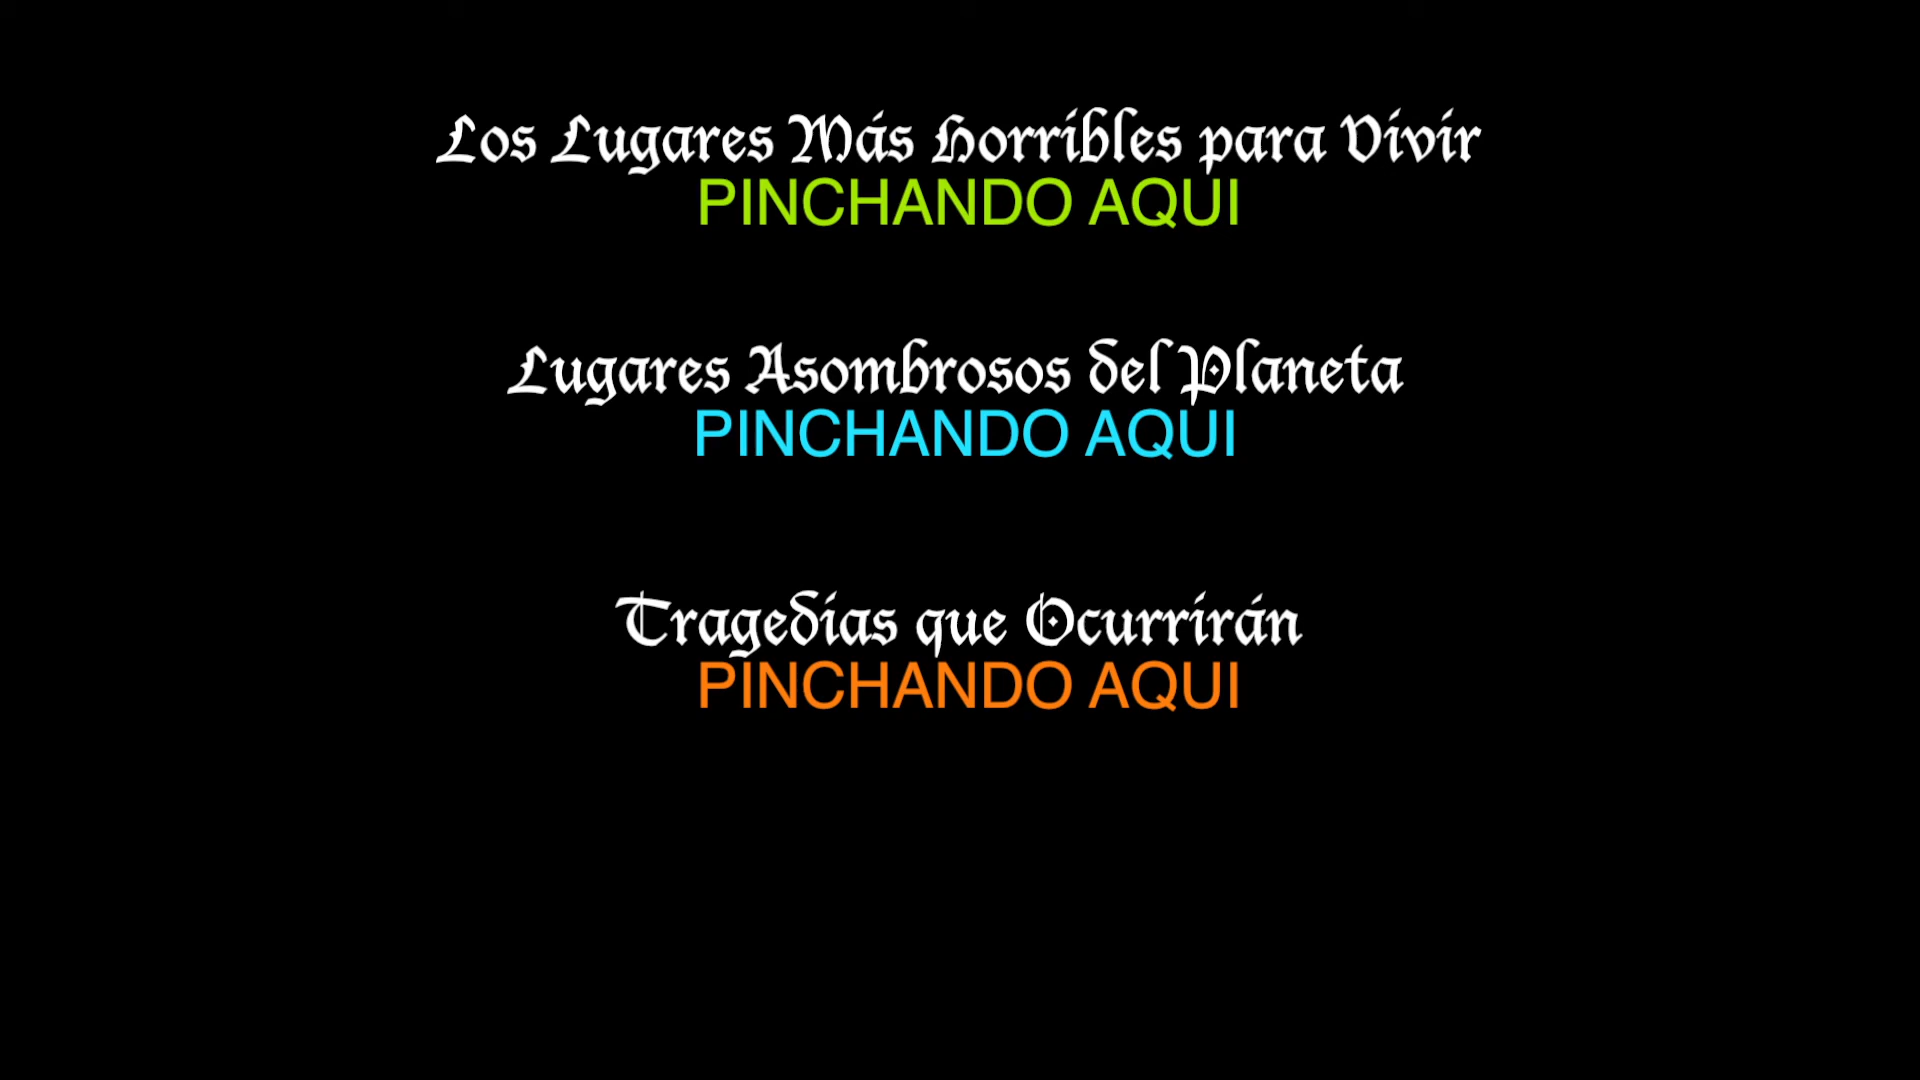 Los Lugares Más Horribles para Vivir
PINCHANDO AQUI
Lugares Asombrosos del Planeta
PINCHANDO AQUI
Tragedias que Ocurrirán
PINCHANDO AQUI